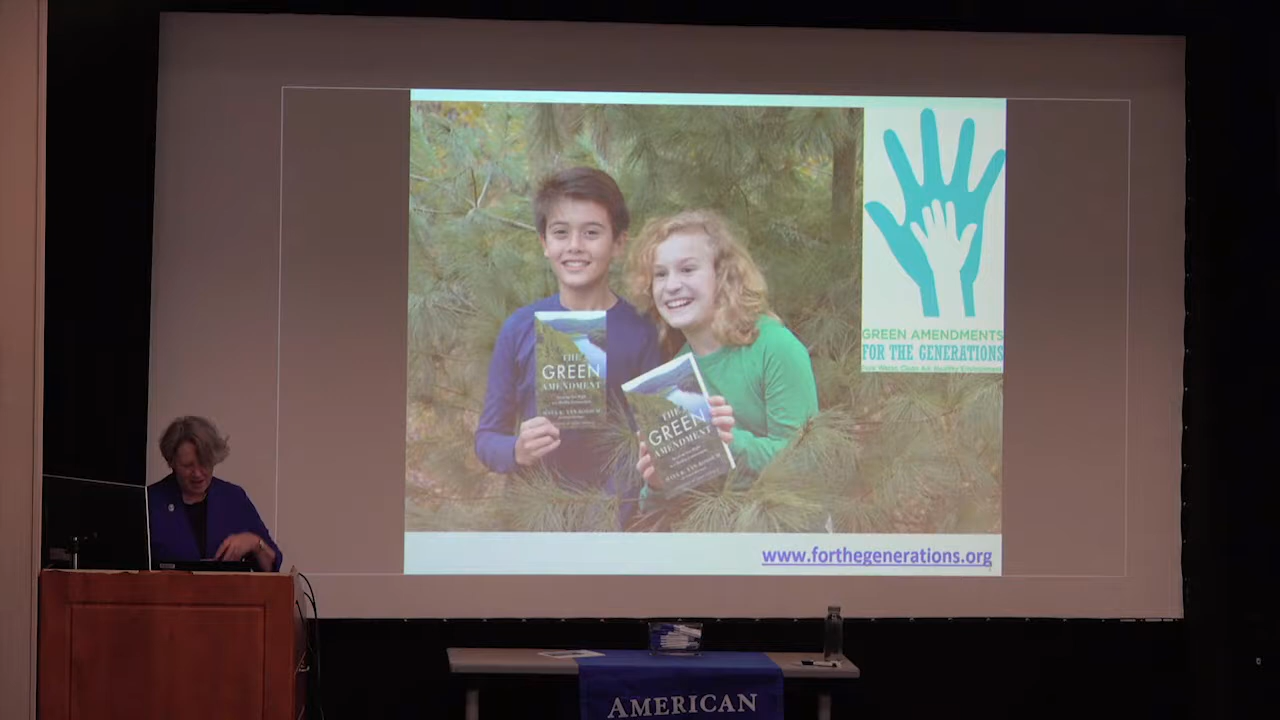 THE
GREEN
AMENDMENT
THE
GREEN
AMENDMENT
GREEN AMENDMENTS
FOR THE GENERATIONS
www.forthegenerations.org
AMERICAN